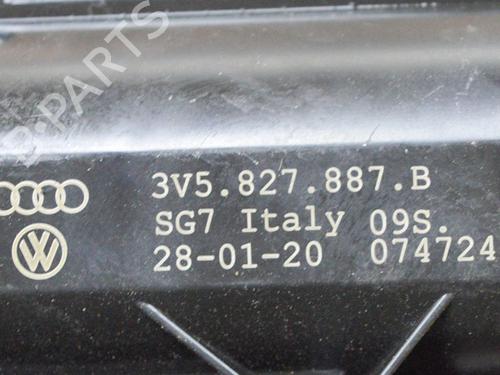 B-PARTS
3V5.827.887.B
SG7 Italy 09S.
28-01-20 074724